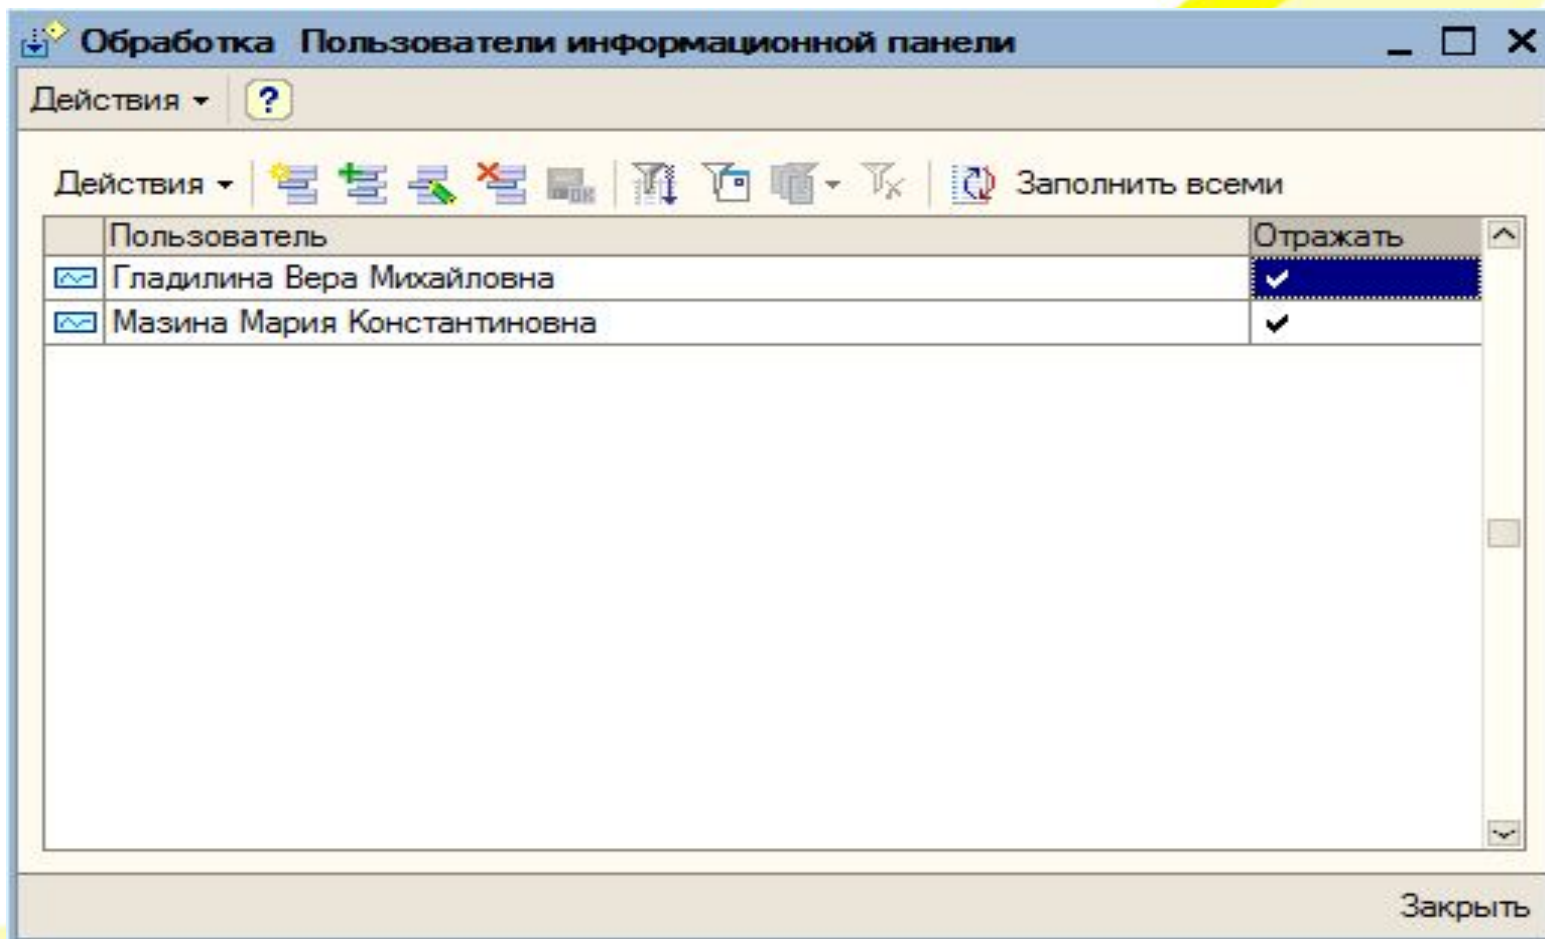 Обработка Пользователи информационной панели
Действия ?
Действия Заполнить всеми
Пользователь Отражать
Гладилина Вера Михайловна
Мазина Мария Константиновна
Закрыть